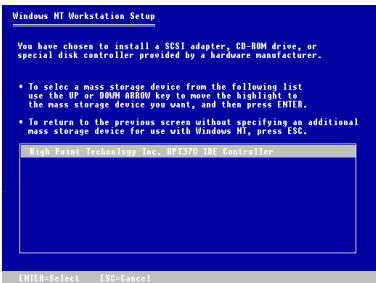 Windows NT Workstation Setup
You have chosen to install a SCSI adapter, CD-ROM drive, or
special disk controller provided by a hardware manufacturer.
• To selec a mass storage device from the following list
use the UP or DOWN ARROW key to move the highlight to
the mass storage device you want, and then press ENTER.
• To return to the previous screen without specifying an additional
mass storage device for use with Windows NT, press ESC.
High Point Technology Inc. HPT370 IDE Controller
ENTER=Select ESC=Cancel